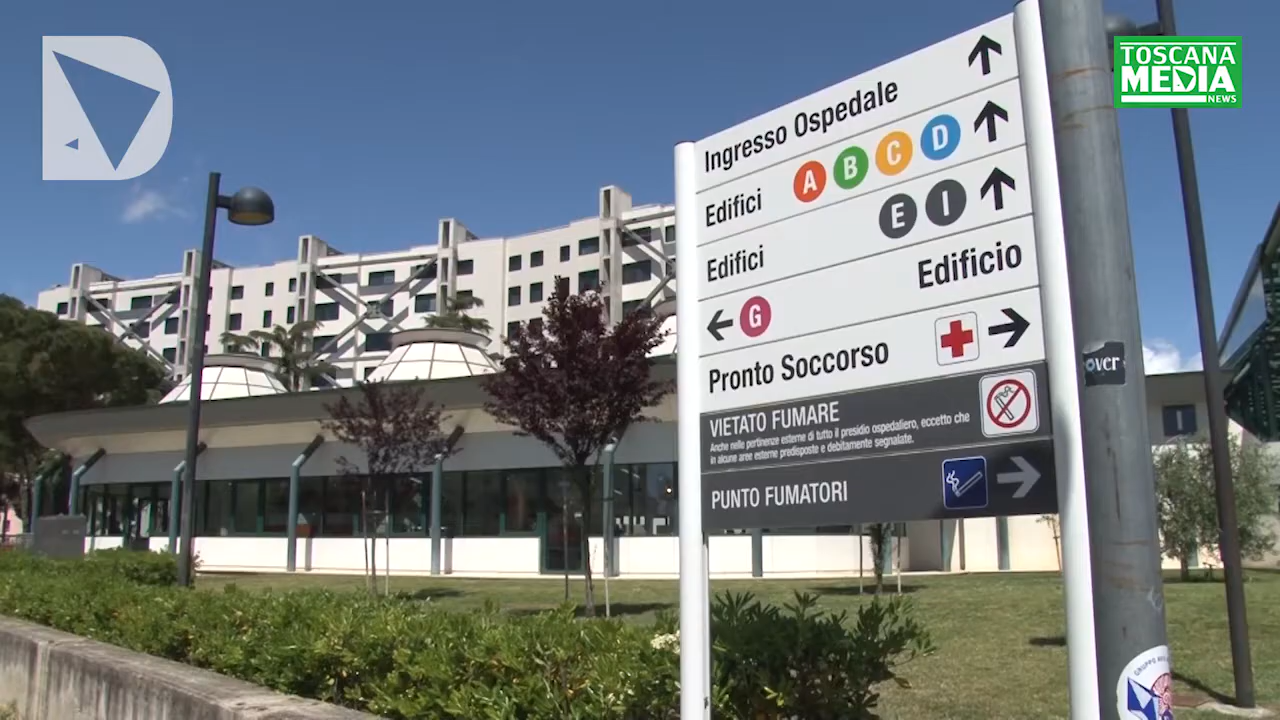 TOSCANA
MEDIA
NEWS
Ingresso Ospedale
Edifici A B C D
Edifici E I
Edificio
G
Pronto Soccorso
VIETATO FUMARE
Anche nelle pertinenze esterne di tutto il presidio ospedaliero, eccetto che
in alcune aree esterne predisposte e debitamente segnalate.
PUNTO FUMATORI
over